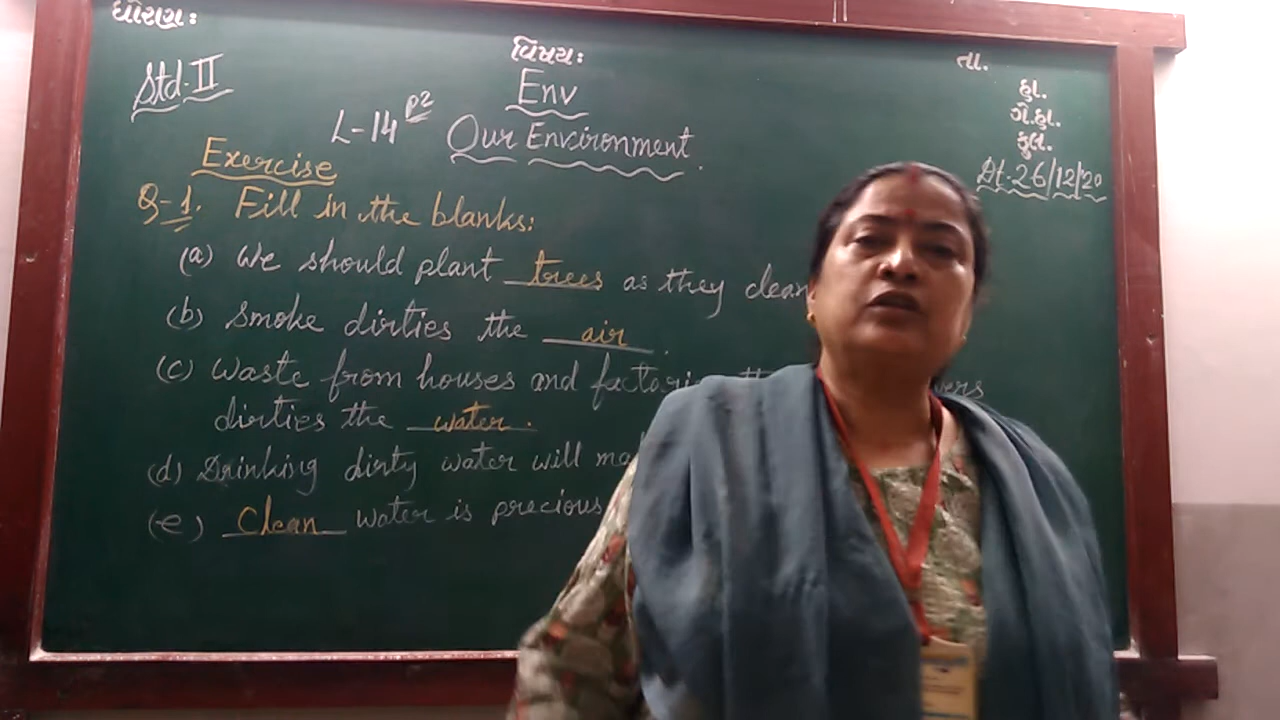 ધોરણ:
વિષય:
તા.
Std. II
Env
હા.
ગે.હા.
કુલ.
L-14 P2 Our Environment.
Dt. 26/12/20
Exercise
Q-1. Fill in the blanks:
(a) We should plant trees as they clean
(b) Smoke dirties the air.
(c) Waste from houses and
dirties the water.
(d) Drinking dirty water will
(e) Clean water is precious